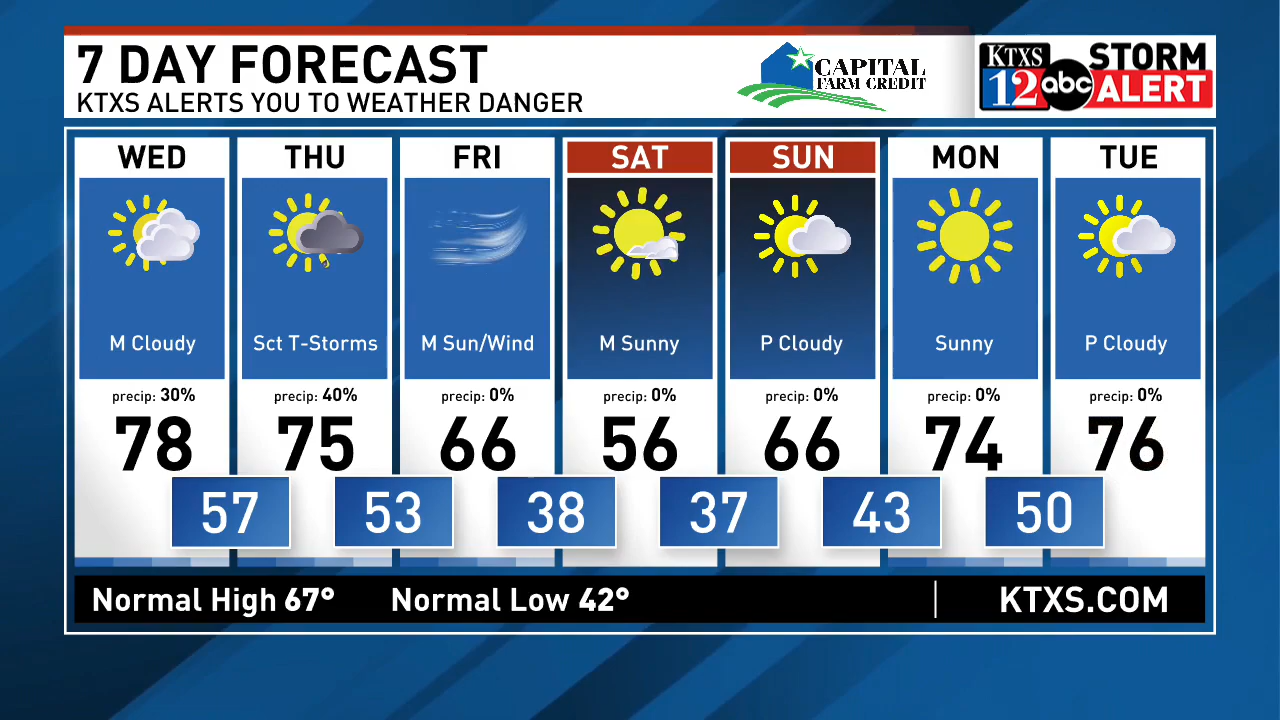 7 DAY FORECAST
KTXS ALERTS YOU TO WEATHER DANGER
CAPITAL
FARM CREDIT
KTXS
12
abc
STORM
ALERT
WED THU FRI SAT SUN MON TUE
M Cloudy Sct T-Storms M Sun/Wind M Sunny P Cloudy Sunny P Cloudy
precip: 30% precip: 40% precip: 0% precip: 0% precip: 0% precip: 0% precip: 0%
78 75 66 56 66 74 76
57 53 38 37 43 50
Normal High 67° Normal Low 42° KTXS.COM